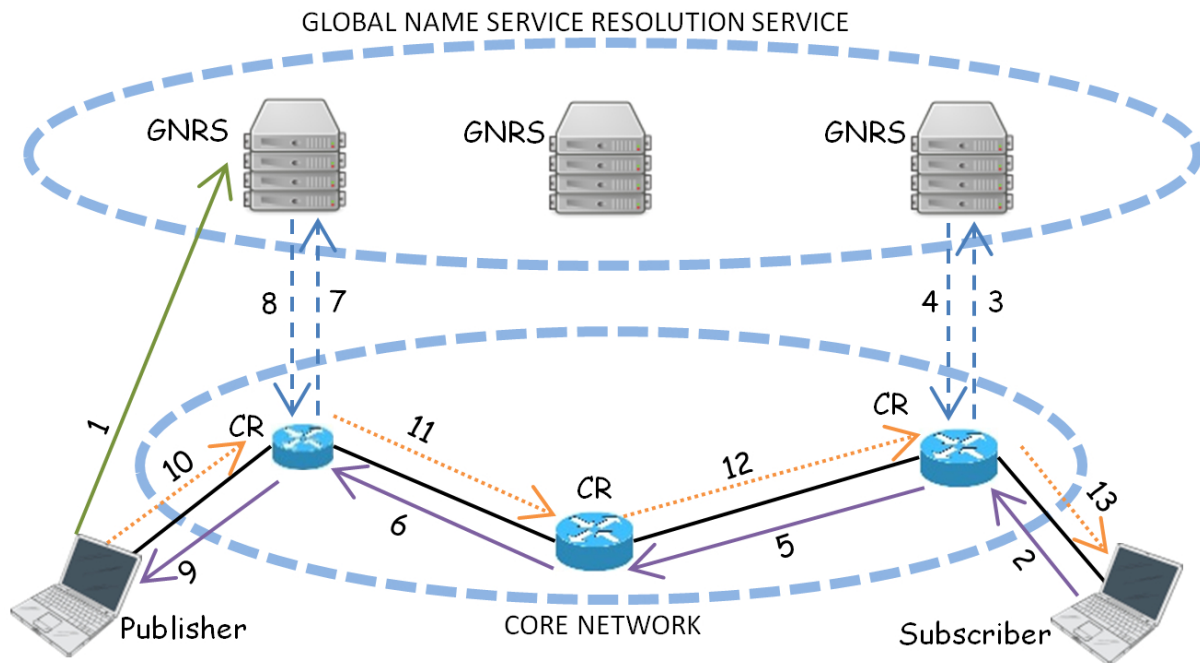 GLOBAL NAME SERVICE RESOLUTION SERVICE
GNRS
GNRS
GNRS
8
7
4
3
1
CR
11
CR
10
12
CR
13
6
5
2
9
Publisher
CORE NETWORK
Subscriber